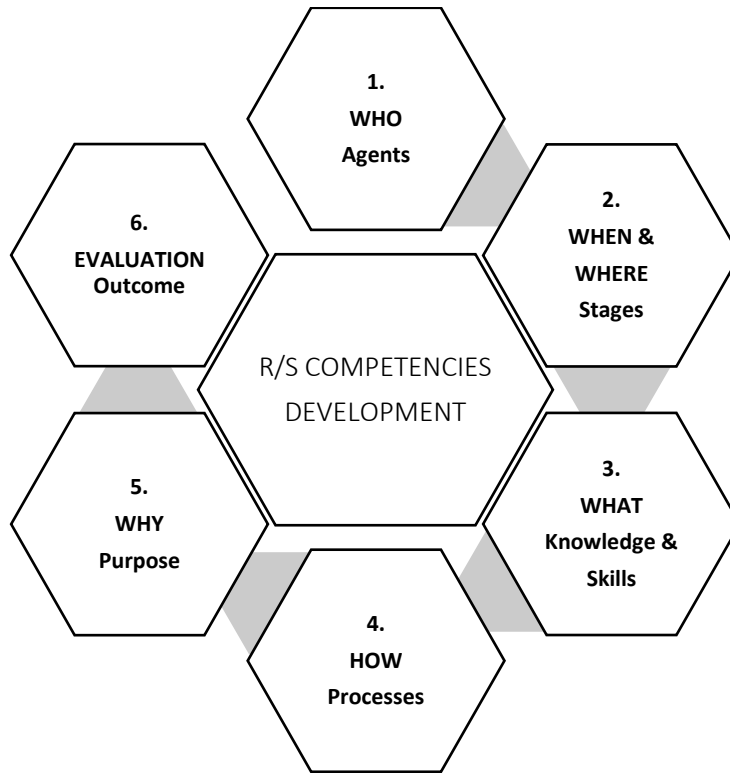 1.
WHO
Agents
2.
WHEN &
WHERE
Stages
3.
WHAT
Knowledge &
Skills
4.
HOW
Processes
5.
WHY
Purpose
6.
EVALUATION
Outcome
R/S COMPETENCIES
DEVELOPMENT